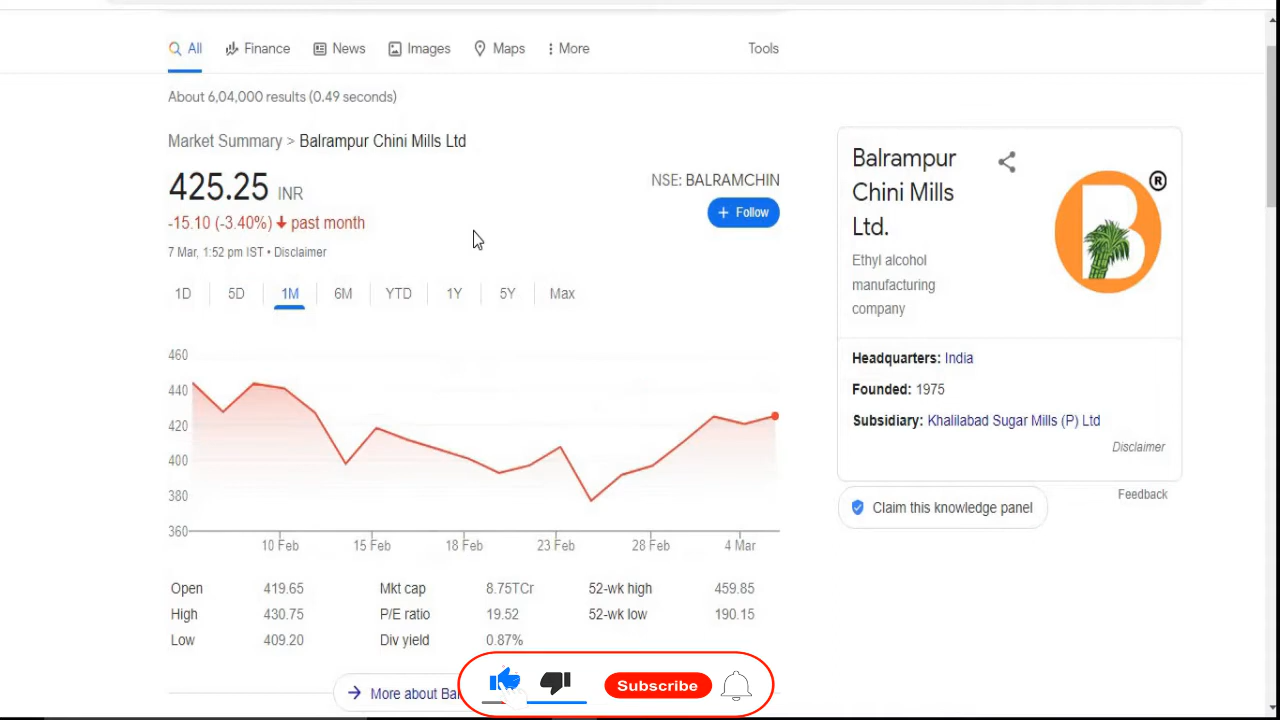 All
Finance
News
Images
Maps
More
Tools
About 6,04,000 results (0.49 seconds)
Market Summary > Balrampur Chini Mills Ltd
425.25 INR
NSE: BALRAMCHIN
-15.10 (-3.40%) past month
+ Follow
7 Mar, 1:52 pm IST • Disclaimer
1D
5D
1M
6M
YTD
1Y
5Y
Max
460
440
420
400
380
360
10 Feb
15 Feb
18 Feb
23 Feb
28 Feb
4 Mar
Open 419.65
Mkt cap 8.75TCr
52-wk high 459.85
High 430.75
P/E ratio 19.52
52-wk low 190.15
Low 409.20
Div yield 0.87%
Balrampur
Chini Mills
Ltd.
B ®
Ethyl alcohol
manufacturing
company
Headquarters: India
Founded: 1975
Subsidiary: Khalilabad Sugar Mills (P) Ltd
Disclaimer
Feedback
Claim this knowledge panel
More about Bal
Subscribe